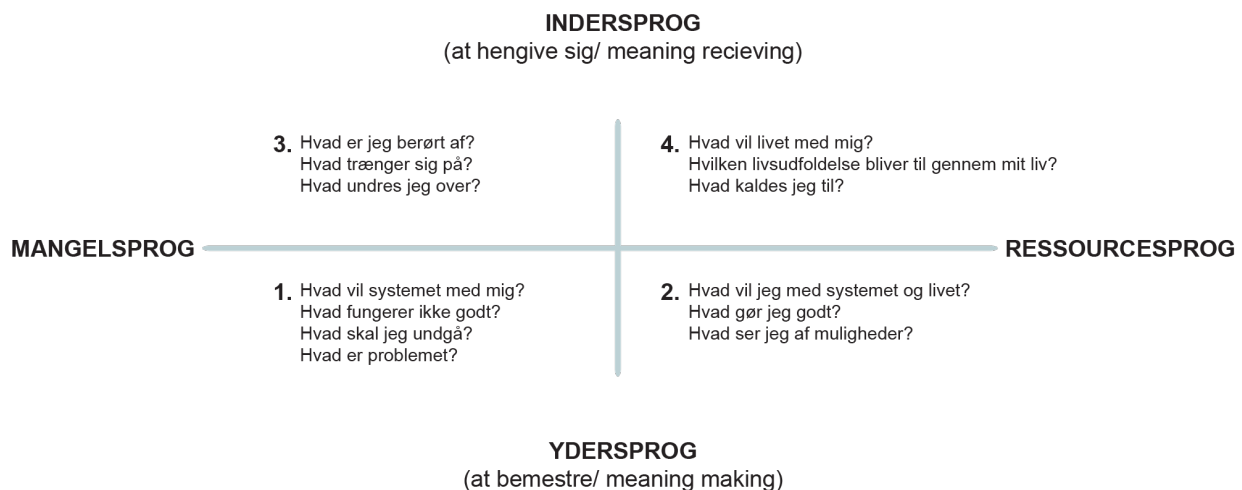 INDERSPROG
(at hengive sig/ meaning recieving)
3. Hvad er jeg berørt af?
Hvad trænger sig på?
Hvad undres jeg over?
4. Hvad vil livet med mig?
Hvilken livsudfoldelse bliver til gennem mit liv?
Hvad kaldes jeg til?
MANGELSPROG
RESSOURCESPROG
1. Hvad vil systemet med mig?
Hvad fungerer ikke godt?
Hvad skal jeg undgå?
Hvad er problemet?
2. Hvad vil jeg med systemet og livet?
Hvad gør jeg godt?
Hvad ser jeg af muligheder?
YDERSPROG
(at bemestre/ meaning making)